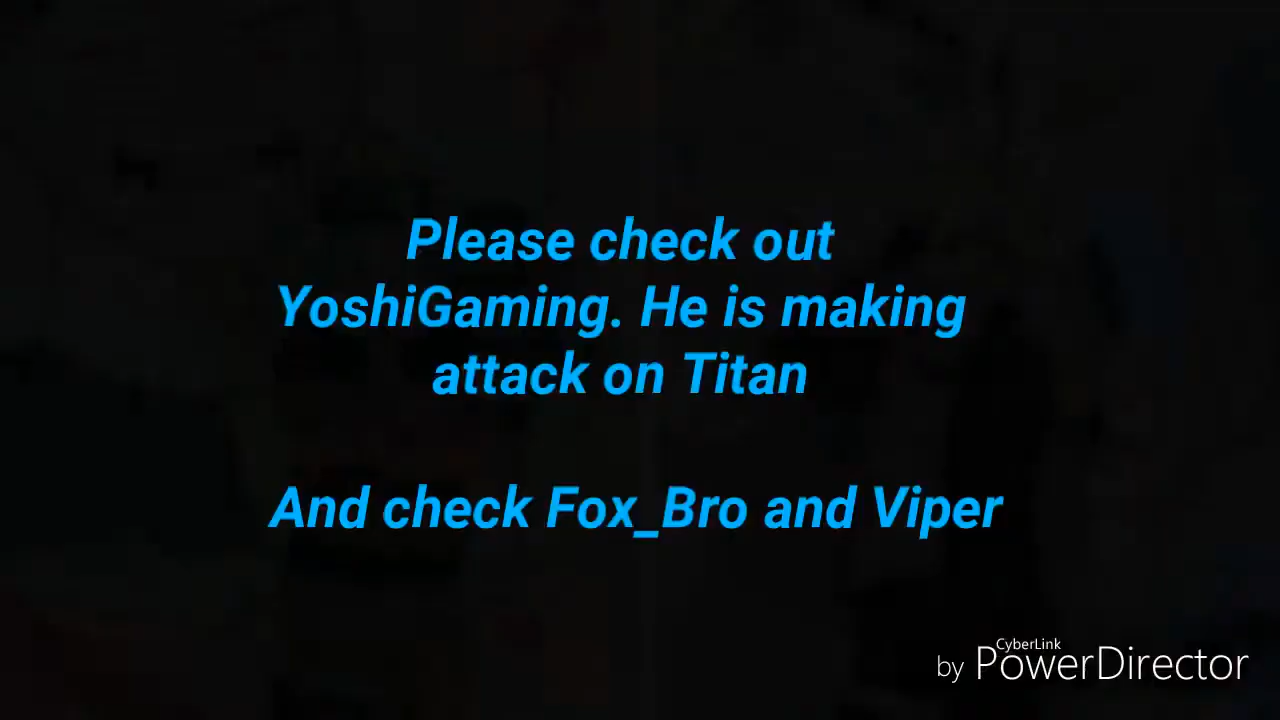 Please check out
YoshiGaming. He is making
attack on Titan
And check Fox_Bro and Viper
CyberLink
by PowerDirector